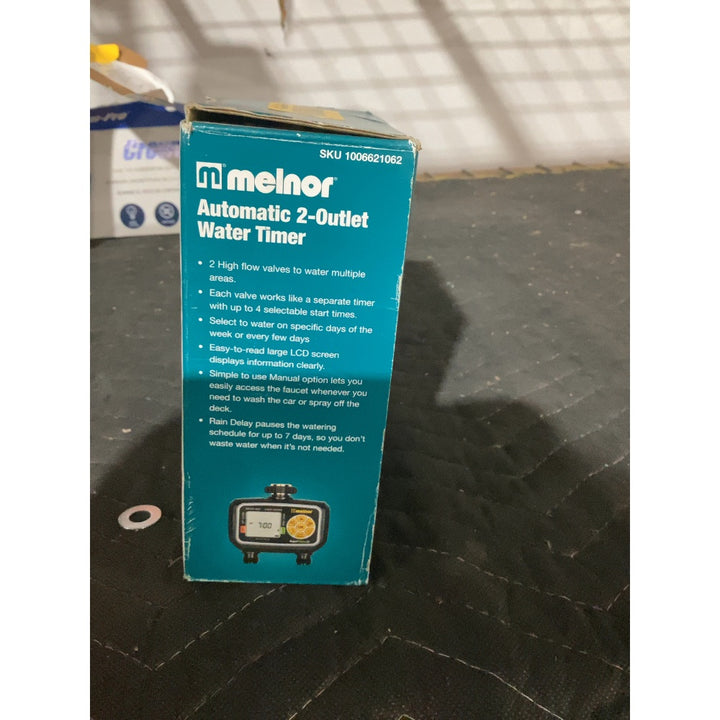 SKU 1006621062
melnor
Automatic 2-Outlet
Water Timer
• 2 High flow valves to water multiple
areas.
• Each valve works like a separate timer
with up to 4 selectable start times.
• Select to water on specific days of the
week or every few days
• Easy-to-read large LCD screen
displays information clearly.
• Simple to use Manual option lets you
easily access the faucet whenever you
need to wash the car or spray off the
deck.
• Rain Delay pauses the watering
schedule for up to 7 days, so you don't
waste water when it's not needed.
melnor
7:00